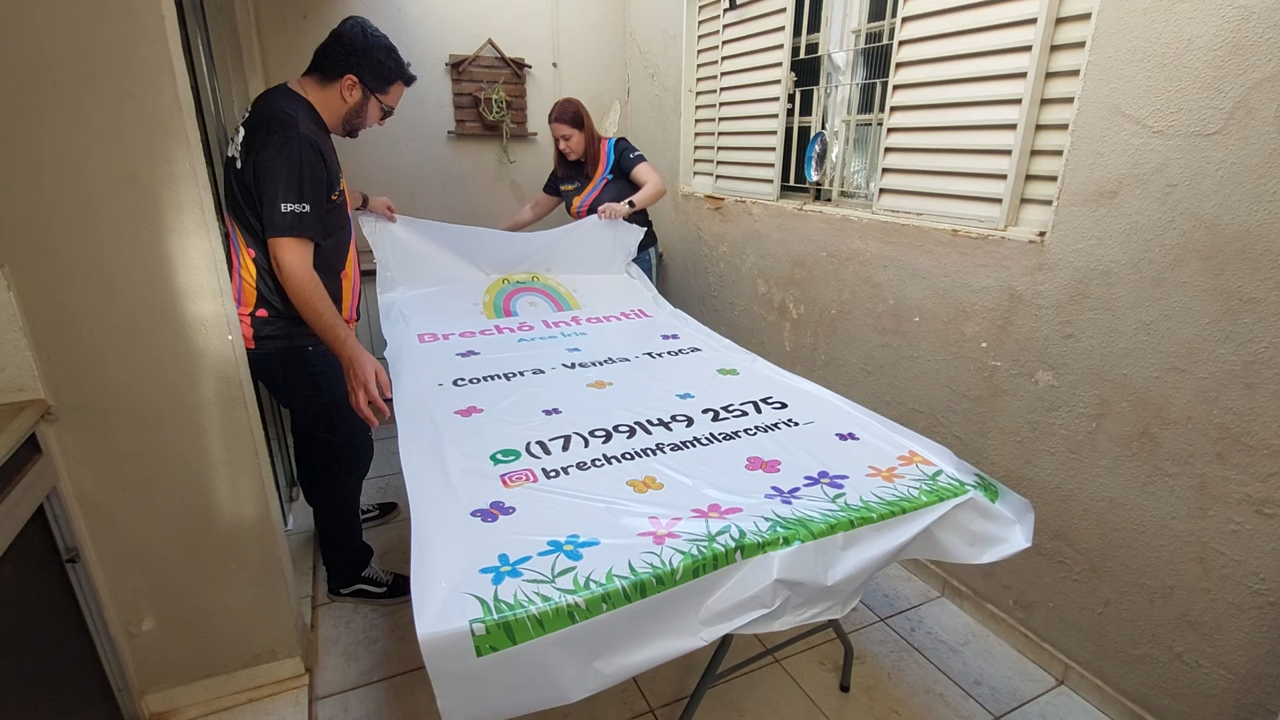 EPSON
Brechó Infantil
Arco Íris
· Compra · Venda · Troca
(17)99149 2575
brechoinfantilarcoiris_